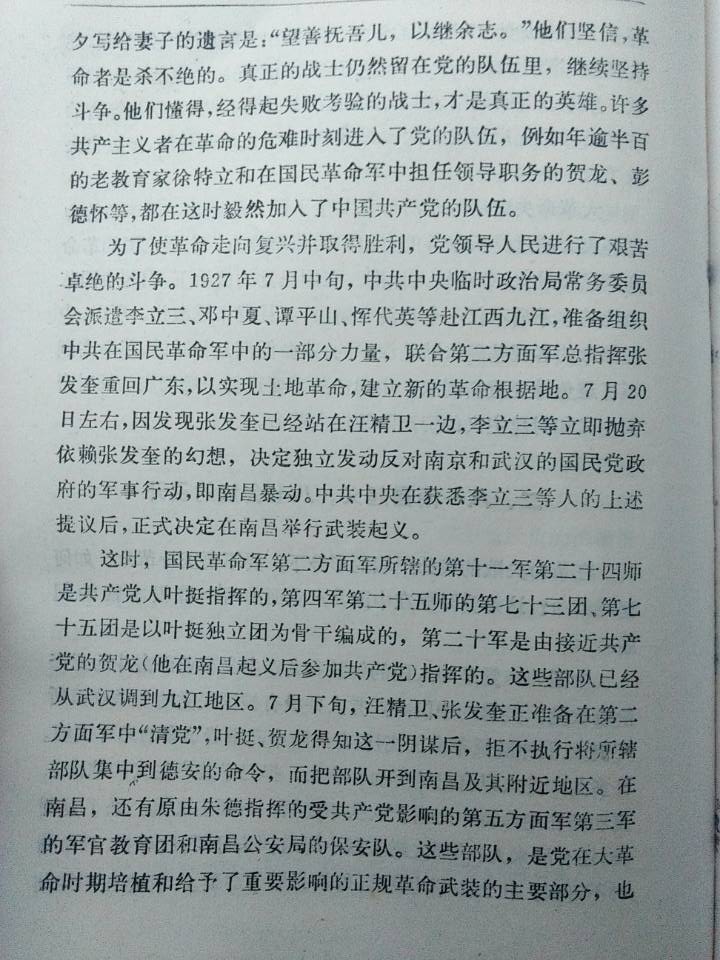 夕写给妻子的遗言是：“望善抚吾儿，以继余志。”他们坚信，革
命者是杀不绝的。真正的战士仍然留在党的队伍里，继续坚持
斗争。他们懂得，经得起失败考验的战士，才是真正的英雄。许多
共产主义者在革命的危难时刻进入了党的队伍，例如年逾半百
的老教育家徐特立和在国民革命军中担任领导职务的贺龙、彭
德怀等，都在这时毅然加入了中国共产党的队伍。
为了使革命走向复兴并取得胜利，党领导人民进行了艰苦
卓绝的斗争。1927年7月中旬，中共中央临时政治局常务委员
会派遣李立三、邓中夏、谭平山、恽代英等赴江西九江，准备组织
中共在国民革命军中的一部分力量，联合第二方面军总指挥张
发奎重回广东，以实现土地革命，建立新的革命根据地。7月20
日左右，因发现张发奎已经站在汪精卫一边，李立三等立即抛弃
依赖张发奎的幻想，决定独立发动反对南京和武汉的国民党政
府的军事行动，即南昌暴动。中共中央在获悉李立三等人的上述
提议后，正式决定在南昌举行武装起义。
这时，国民革命军第二方面军所辖的第十一军第二十四师
是共产党人叶挺指挥的，第四军第二十五师的第七十三团、第七
十五团是以叶挺独立团为骨干编成的，第二十军是由接近共产
党的贺龙（他在南昌起义后参加共产党）指挥的。这些部队已经
从武汉调到九江地区。7月下旬，汪精卫、张发奎正准备在第二
方面军中“清党”，叶挺、贺龙得知这一阴谋后，拒不执行将所辖
部队集中到德安的命令，而把部队开到南昌及其附近地区。在
南昌，还有原由朱德指挥的受共产党影响的第五方面军第三军
的军官教育团和南昌公安局的保安队。这些部队，是党在大革
命时期培植和给予了重要影响的正规革命武装的主要部分，也